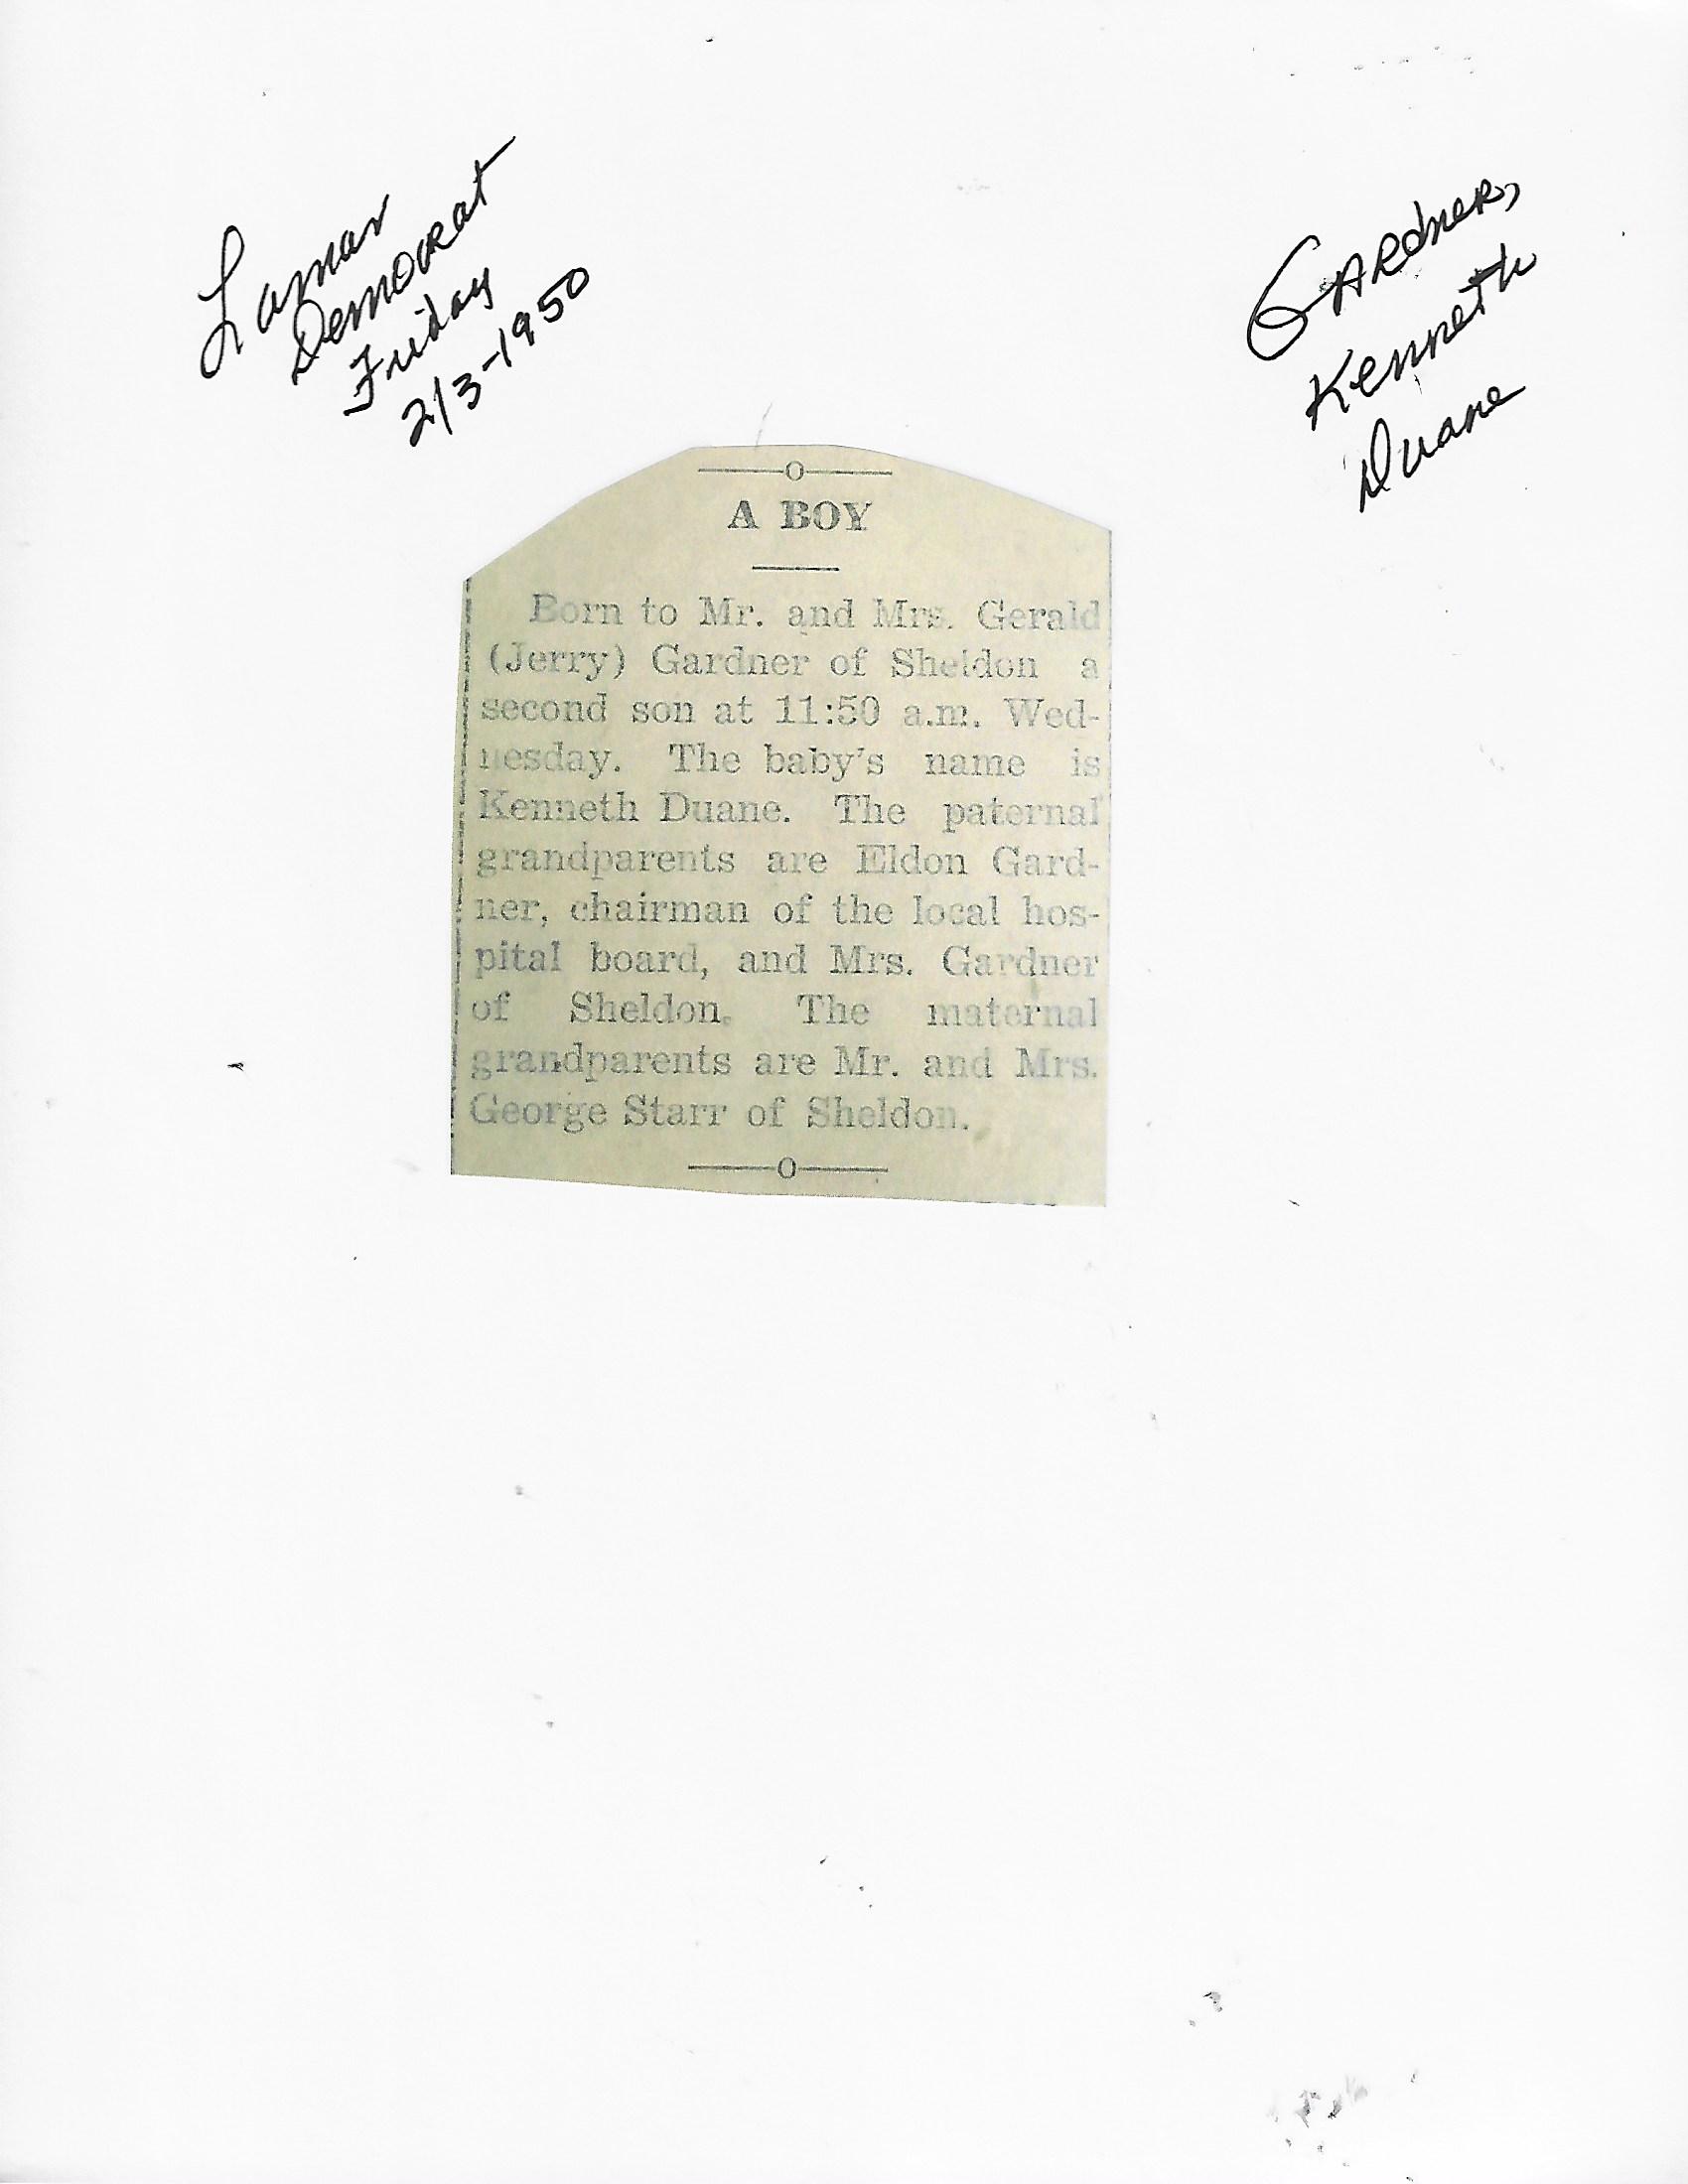 Lamar
Democrat
Friday
2/3-1950
Gardner,
Kenneth
Duane
A BOY
Born to Mr. and Mrs. Gerald
(Jerry) Gardner of Sheldon a
second son at 11:50 a.m. Wed-
nesday. The baby's name is
Kenneth Duane. The paternal
grandparents are Eldon Gard-
ner, chairman of the local hos-
pital board, and Mrs. Gardner
of Sheldon. The maternal
grandparents are Mr. and Mrs.
George Starr of Sheldon.